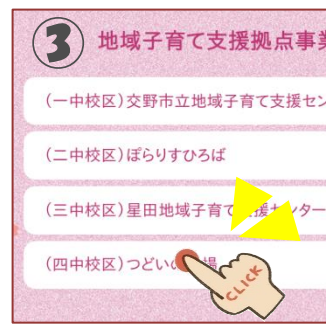 ③ 地域子育て支援拠点事業
（一中校区）交野市立地域子育て支援セン
（二中校区）ぽらりすひろば
（三中校区）星田地域子育て支援センター
（四中校区）つどいの広場
CLICK